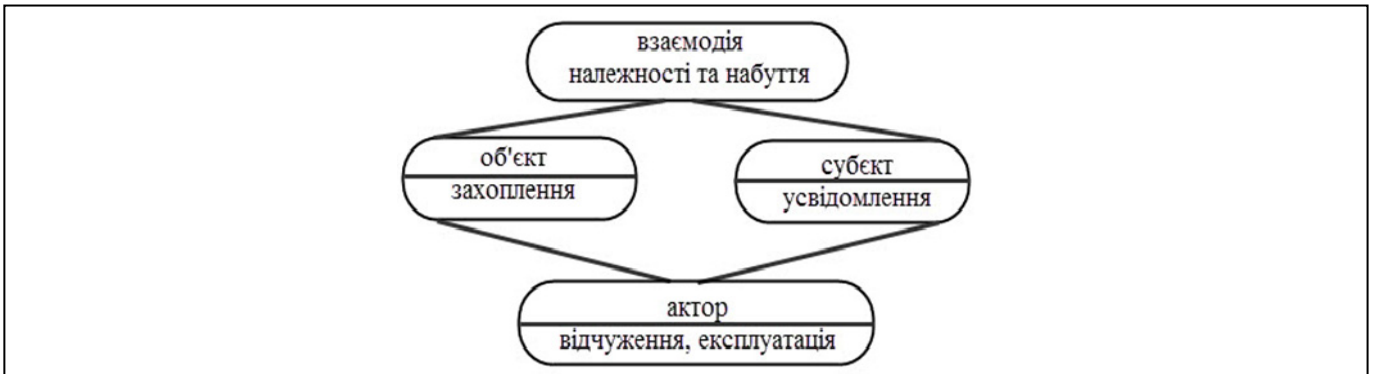 взаємодія
належності та набуття
об'єкт
захоплення
субєкт
усвідомлення
актор
відчуження, експлуатація